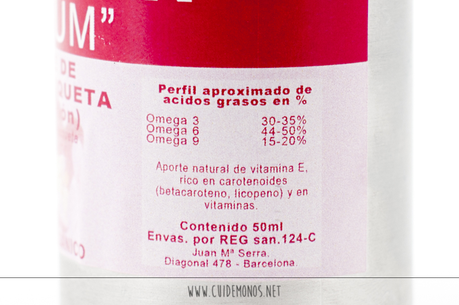 UM”
DE
QUETA
Perfil aproximado de
acidos grasos en %
Omega 3 30-35%
Omega 6 44-50%
Omega 9 15-20%
Aporte natural de vitamina E,
rico en carotenoides
(betacaroteno, licopeno) y en
vitaminas.
Contenido 50ml
Envas. por REG san.124-C
Juan Mª Serra.
Diagonal 478 - Barcelona.
NICO
WWW.CUIDEMONOS.NET